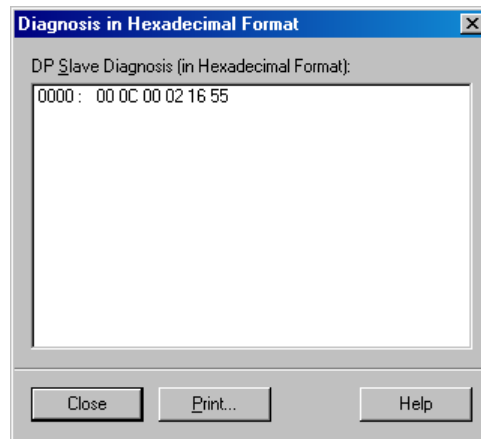 Diagnosis in Hexadecimal Format
DP Slave Diagnosis (in Hexadecimal Format):
0000 : 00 0C 00 02 16 55
Close
Print...
Help